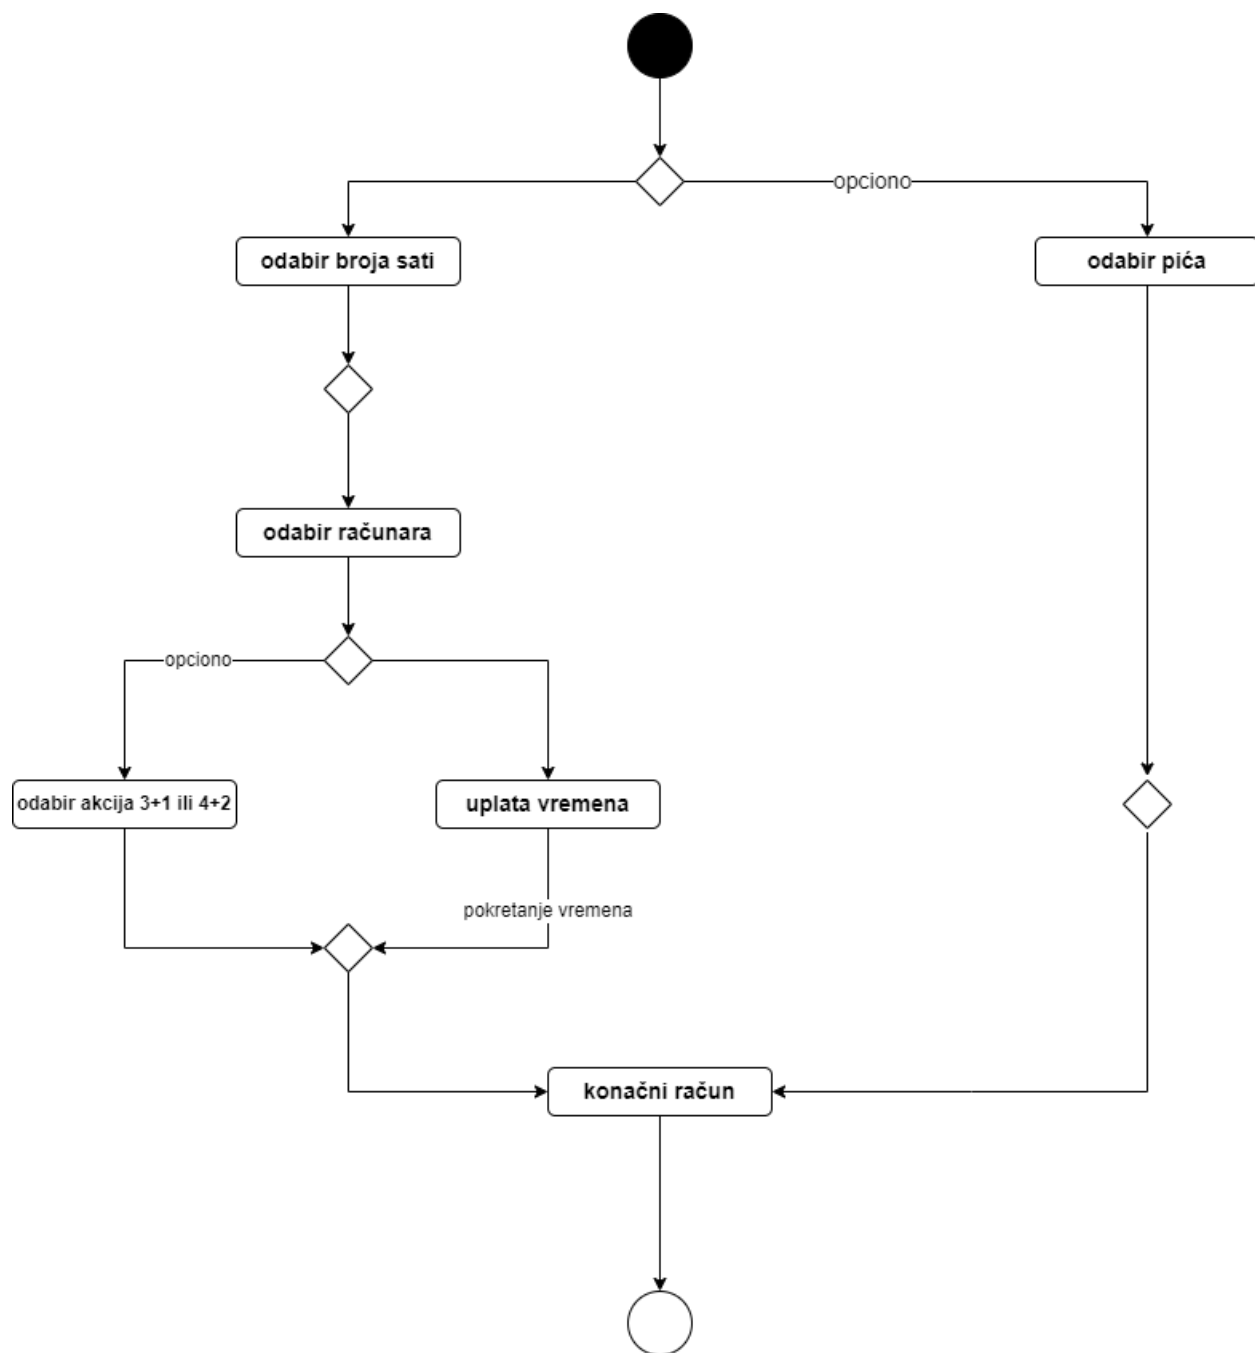 opciono
odabir broja sati
odabir pića
odabir računara
opciono
odabir akcija 3+1 ili 4+2
uplata vremena
pokretanje vremena
konačni račun